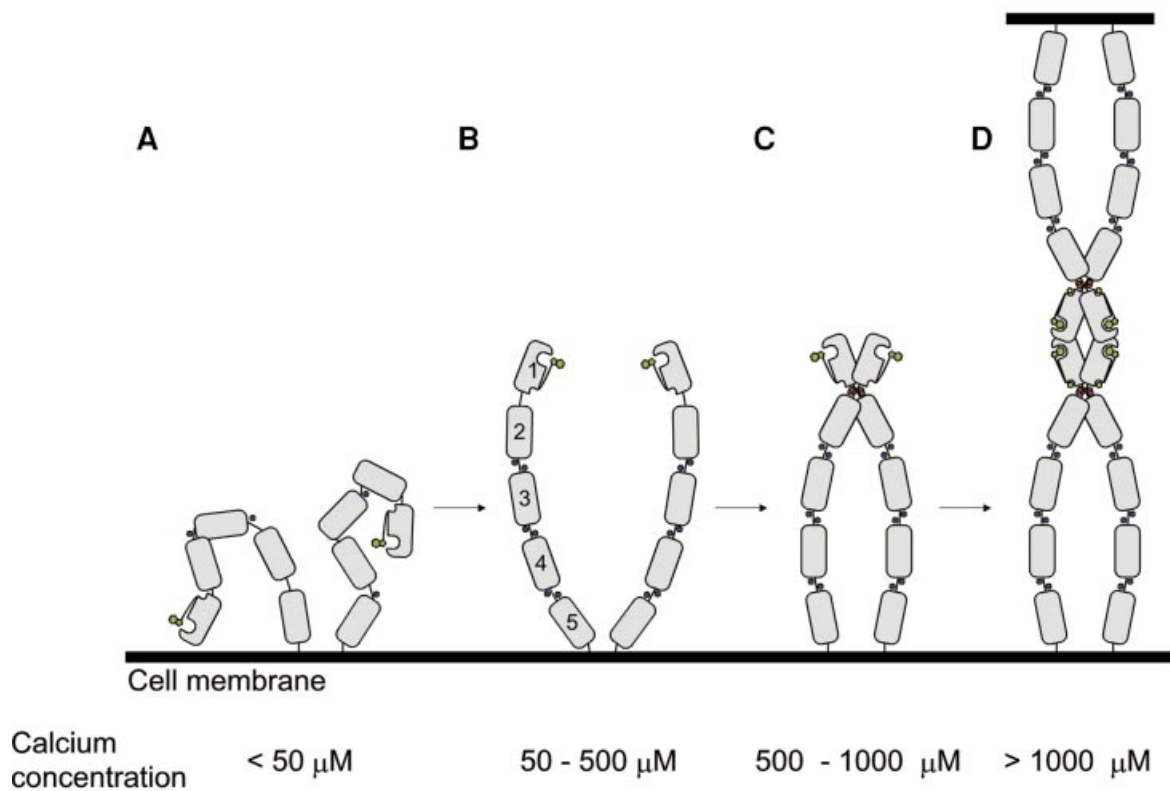 A
B
C
D
1
2
3
4
5
Cell membrane
Calcium
concentration
< 50 μM
50 - 500 μM
500 - 1000 μM
> 1000 μM